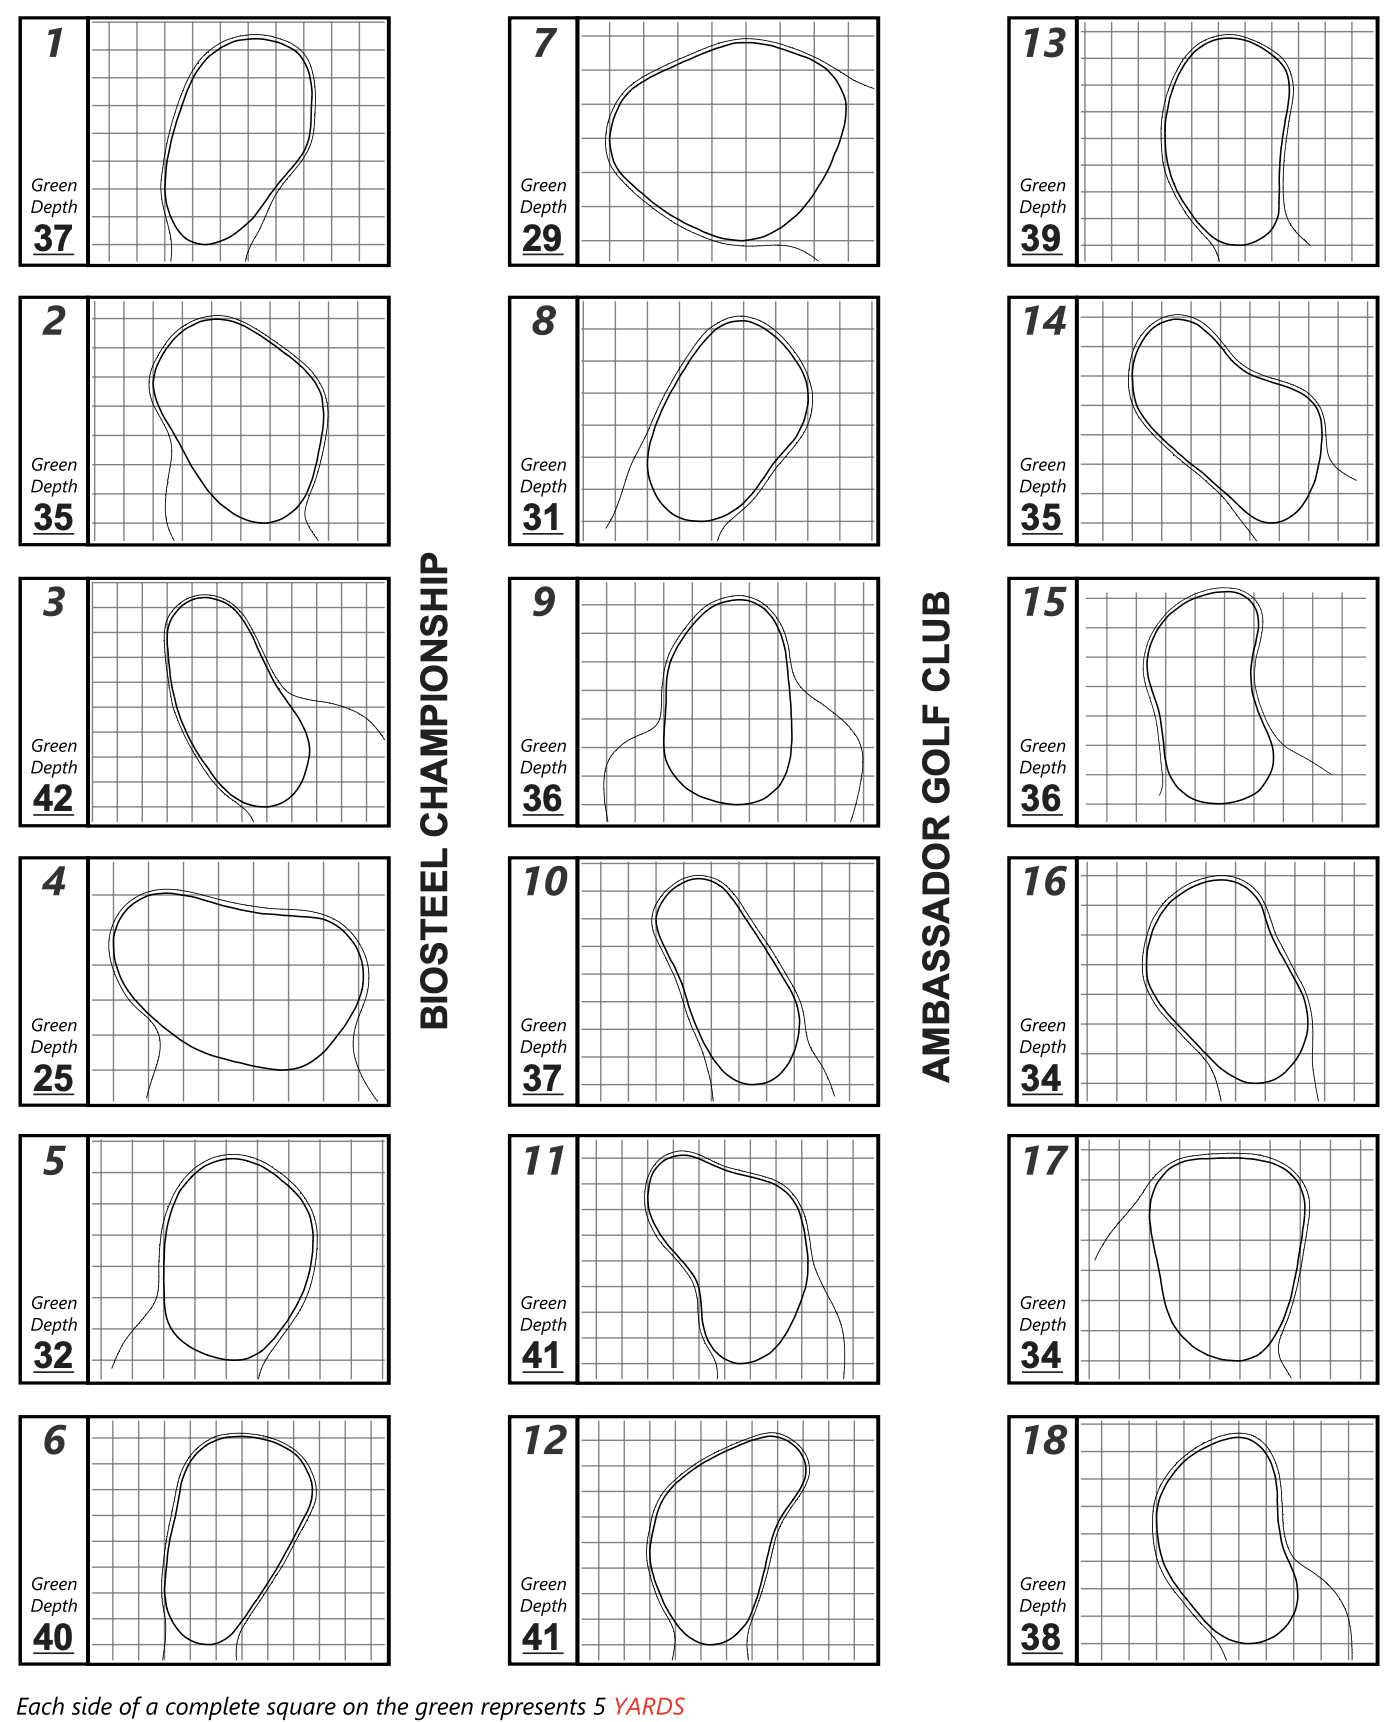 1
Green
Depth
37
2
Green
Depth
35
3
Green
Depth
42
4
Green
Depth
25
5
Green
Depth
32
6
Green
Depth
40
BIOSTEEL CHAMPIONSHIP
7
Green
Depth
29
8
Green
Depth
31
9
Green
Depth
36
10
Green
Depth
37
11
Green
Depth
41
12
Green
Depth
41
AMBASSADOR GOLF CLUB
13
Green
Depth
39
14
Green
Depth
35
15
Green
Depth
36
16
Green
Depth
34
17
Green
Depth
34
18
Green
Depth
38
Each side of a complete square on the green represents 5 YARDS